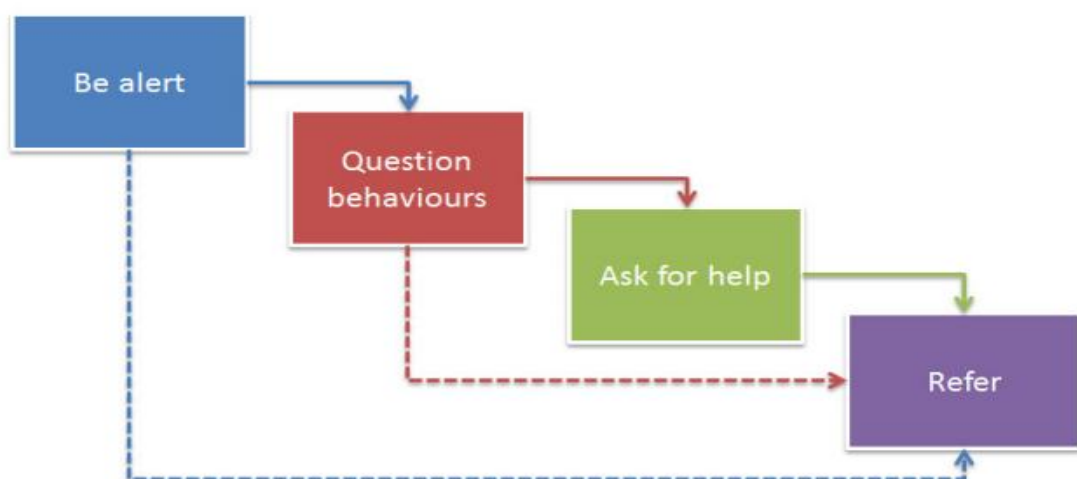 Be alert
Question
behaviours
Ask for help
Refer